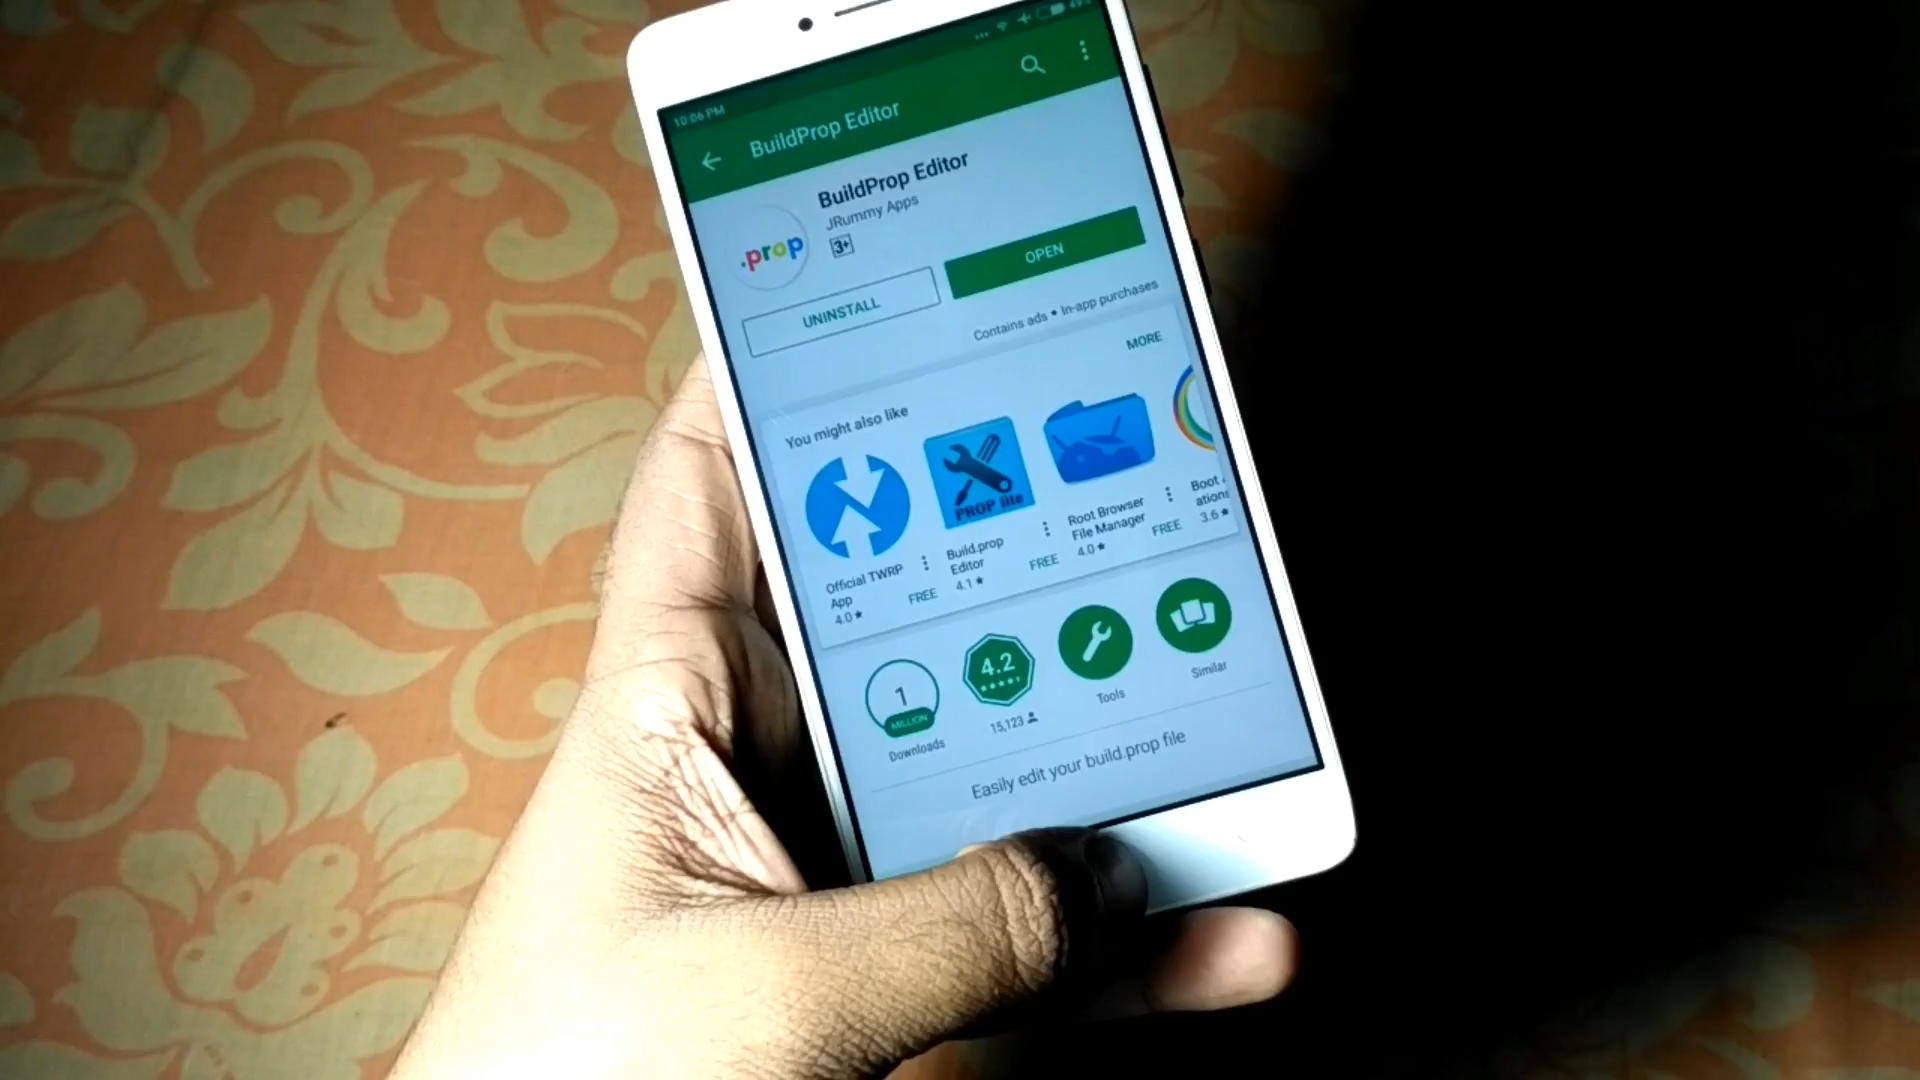 10:06 PM
49%
BuildProp Editor
BuildProp Editor
JRummy Apps
3+
.prop
UNINSTALL
OPEN
Contains ads • In-app purchases
You might also like
MORE
PROP lite
Official TWRP
App
4.0 ★
FREE
Build.prop
Editor
4.1 ★
FREE
Root Browser
File Manager
4.0 ★
FREE
Boot
ations
3.6 ★
1
MILLION
Downloads
4.2
15,123
Tools
Similar
Easily edit your build.prop file